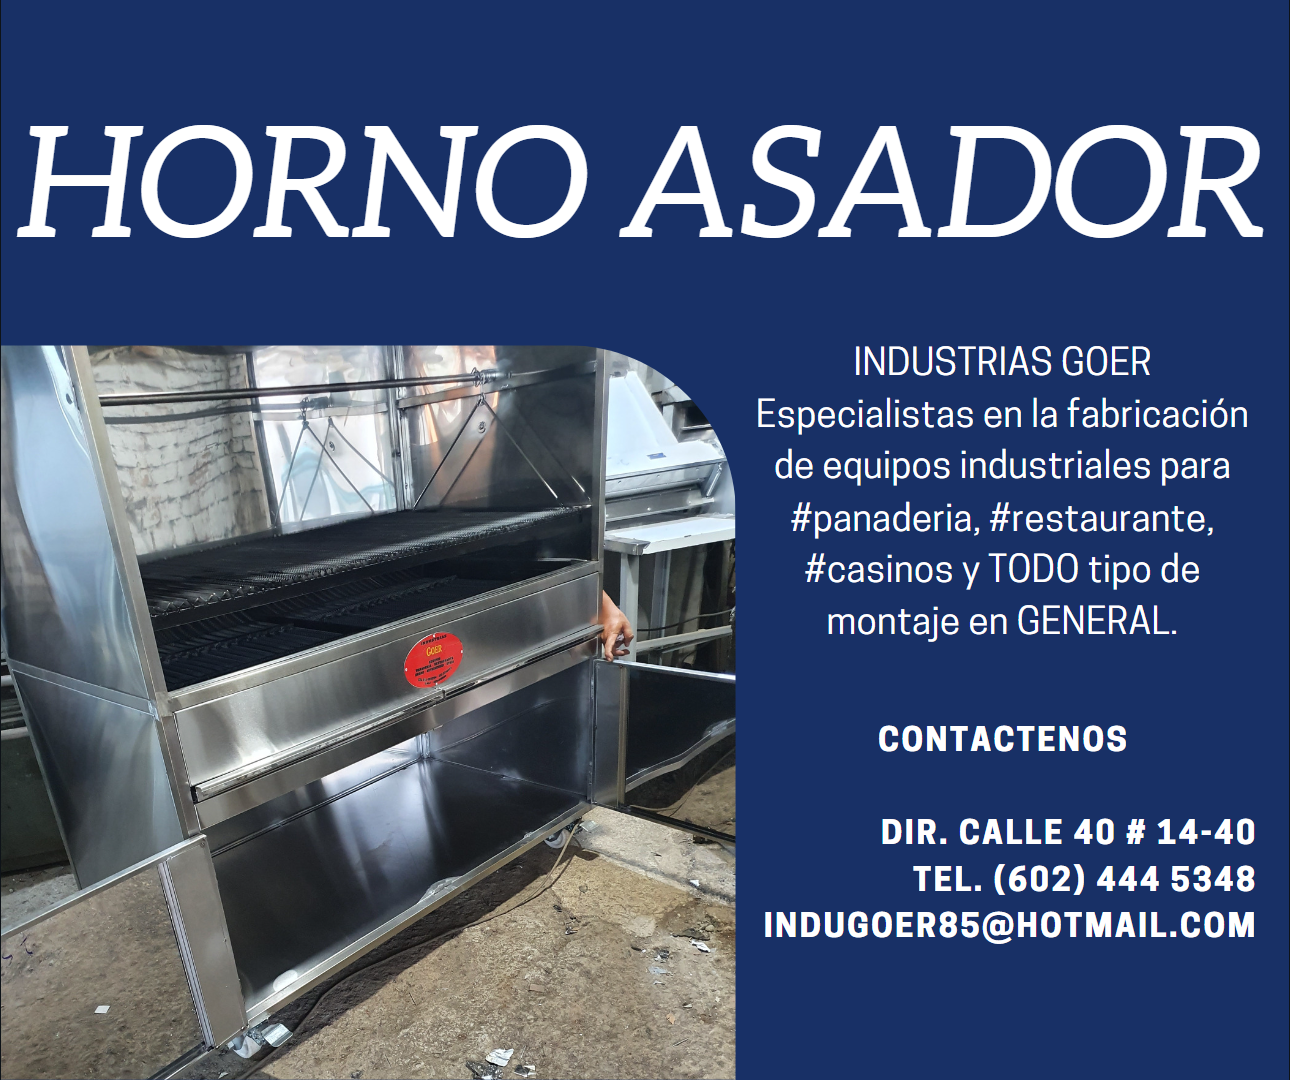 HORNO ASADOR
INDUSTRIAS GOER
Especialistas en la fabricación
de equipos industriales para
#panaderia, #restaurante,
#casinos y TODO tipo de
montaje en GENERAL.
CONTACTENOS
DIR. CALLE 40 # 14-40
TEL. (602) 444 5348
INDUGOER85@HOTMAIL.COM
INDUSTRIAS
GOER